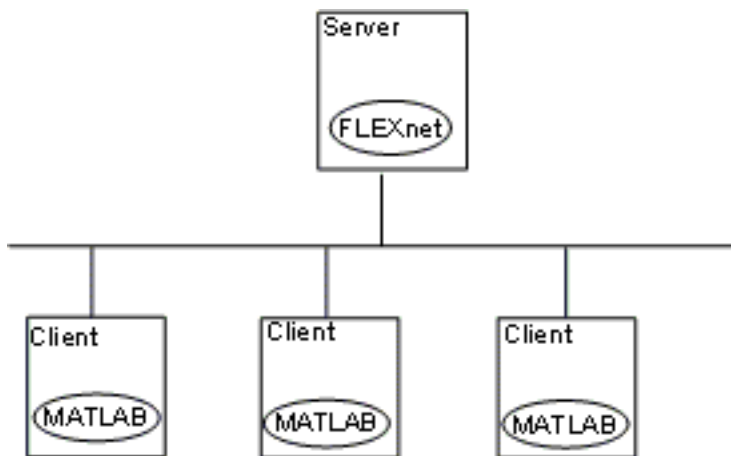 Server
FLEXnet
Client
Client
Client
MATLAB
MATLAB
MATLAB